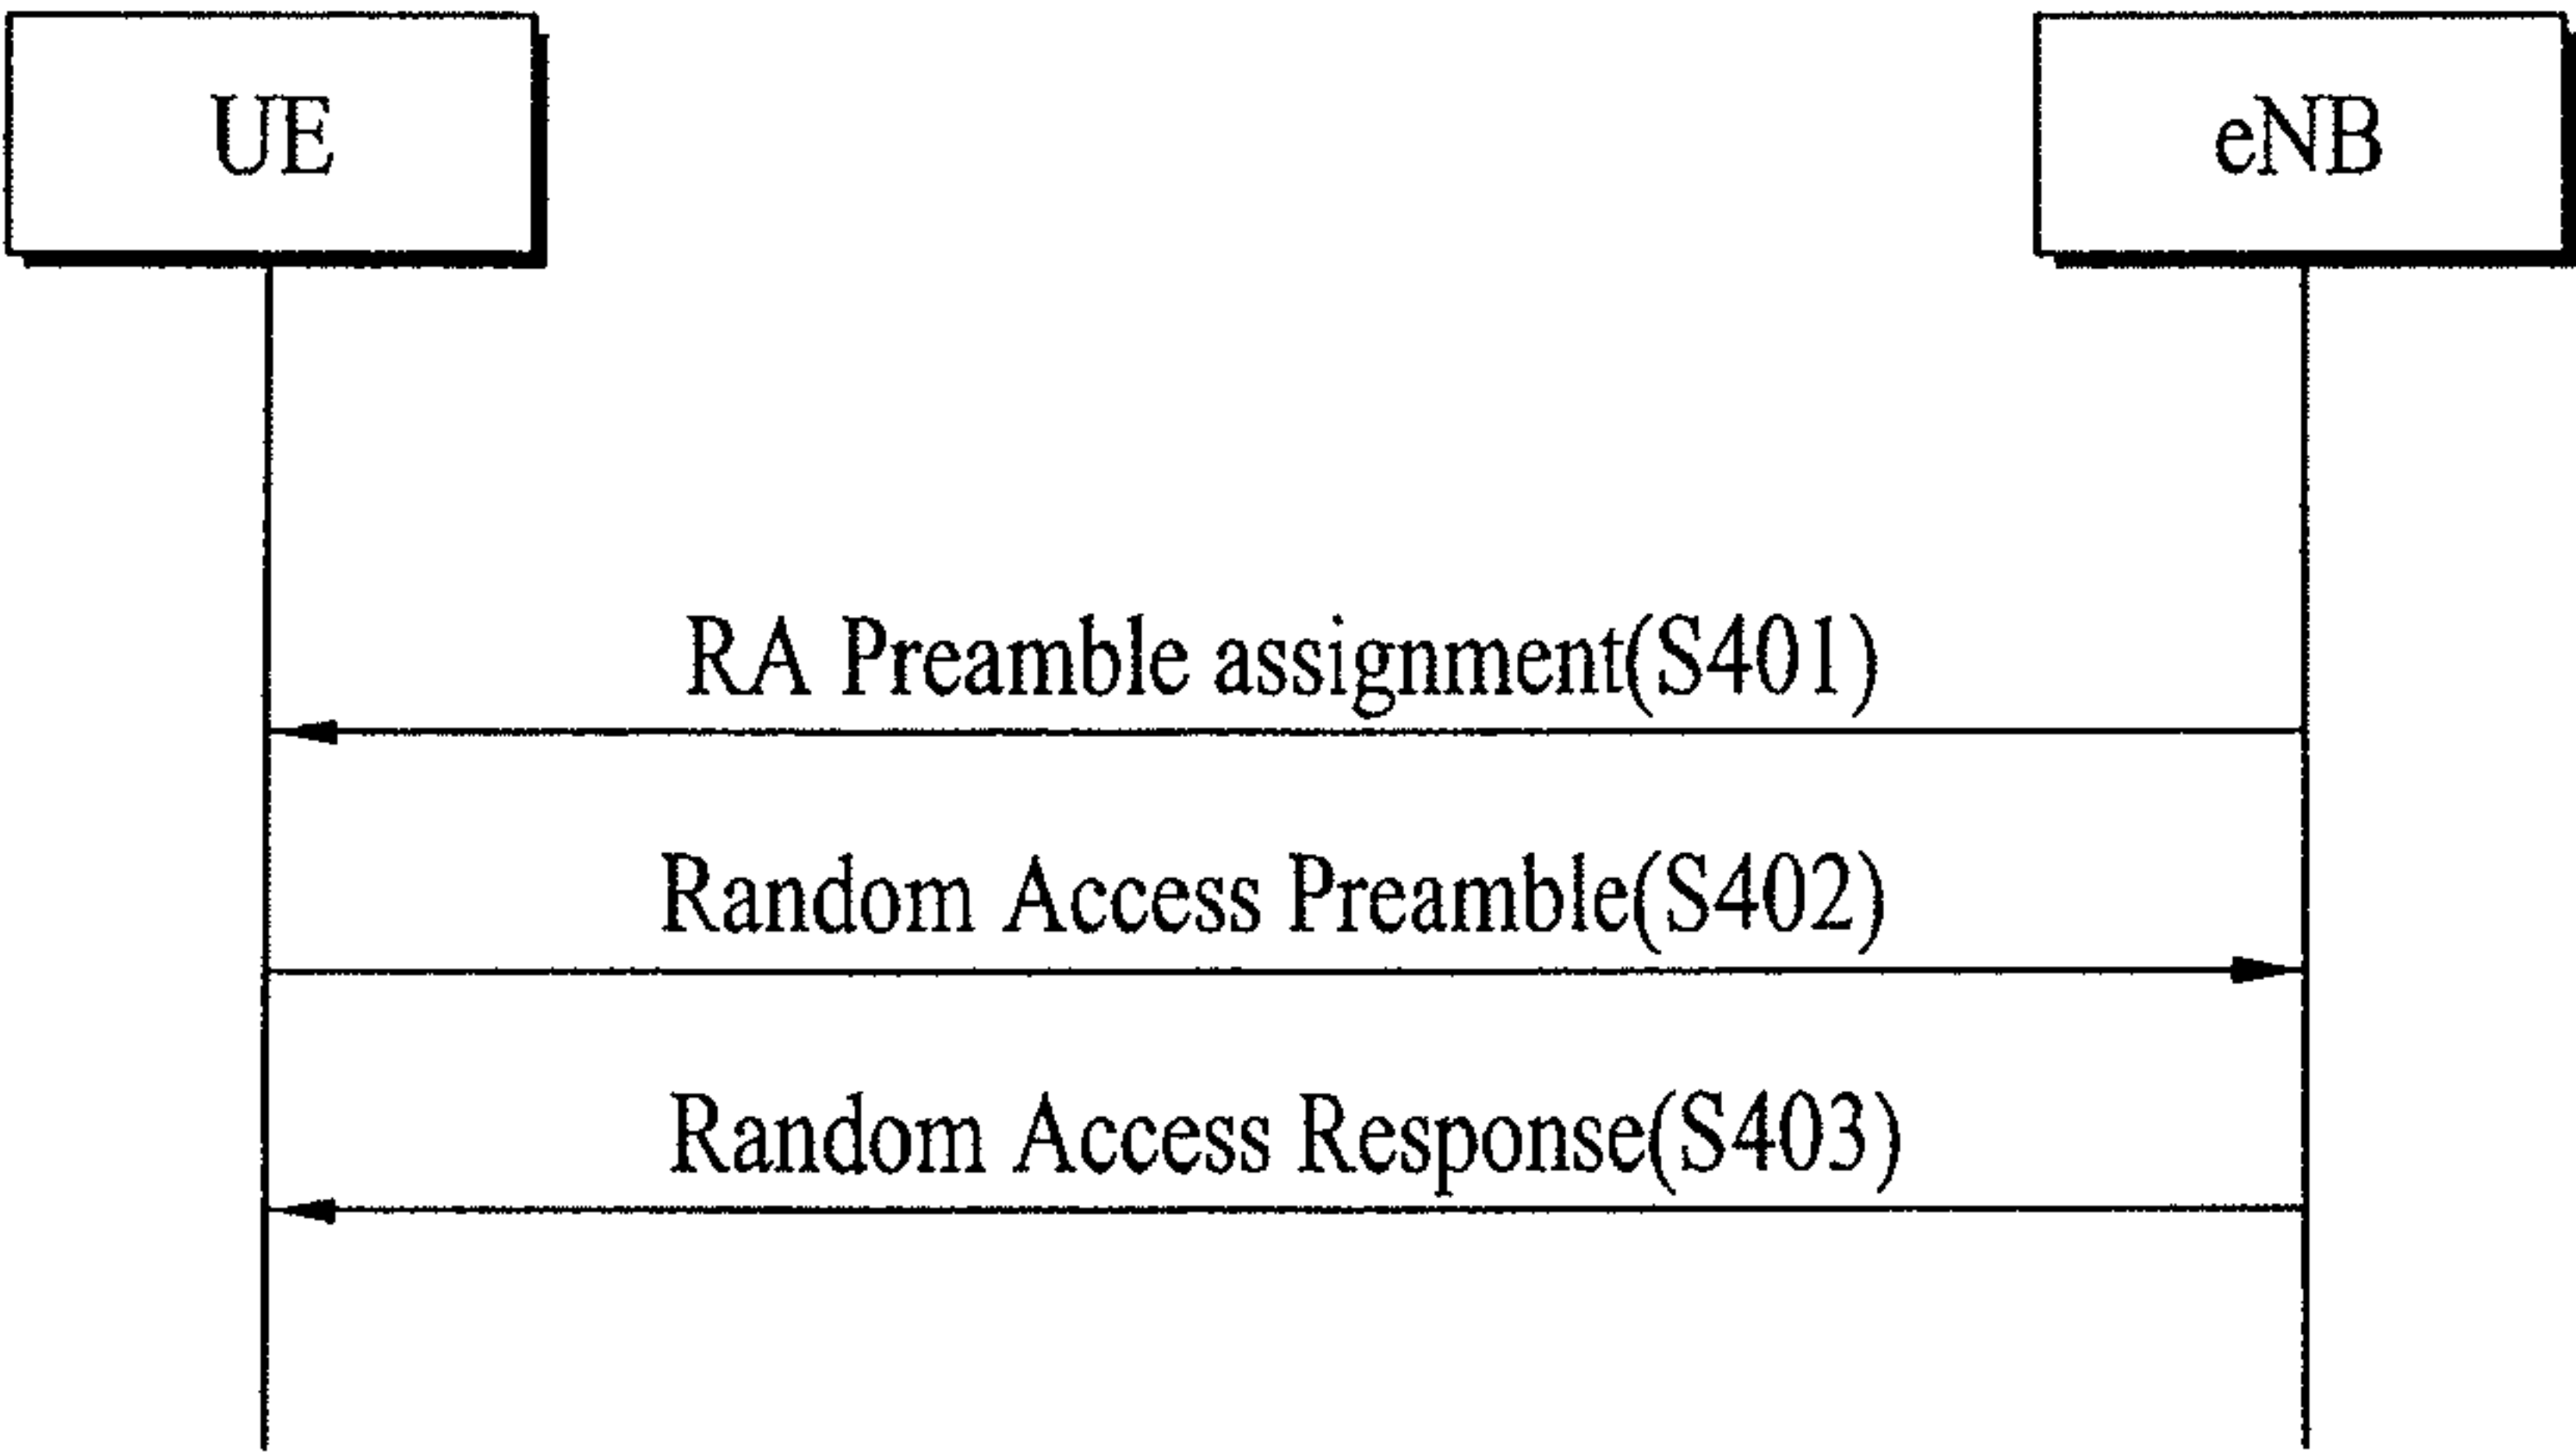 UE
eNB
RA Preamble assignment(S401)
Random Access Preamble(S402)
Random Access Response(S403)